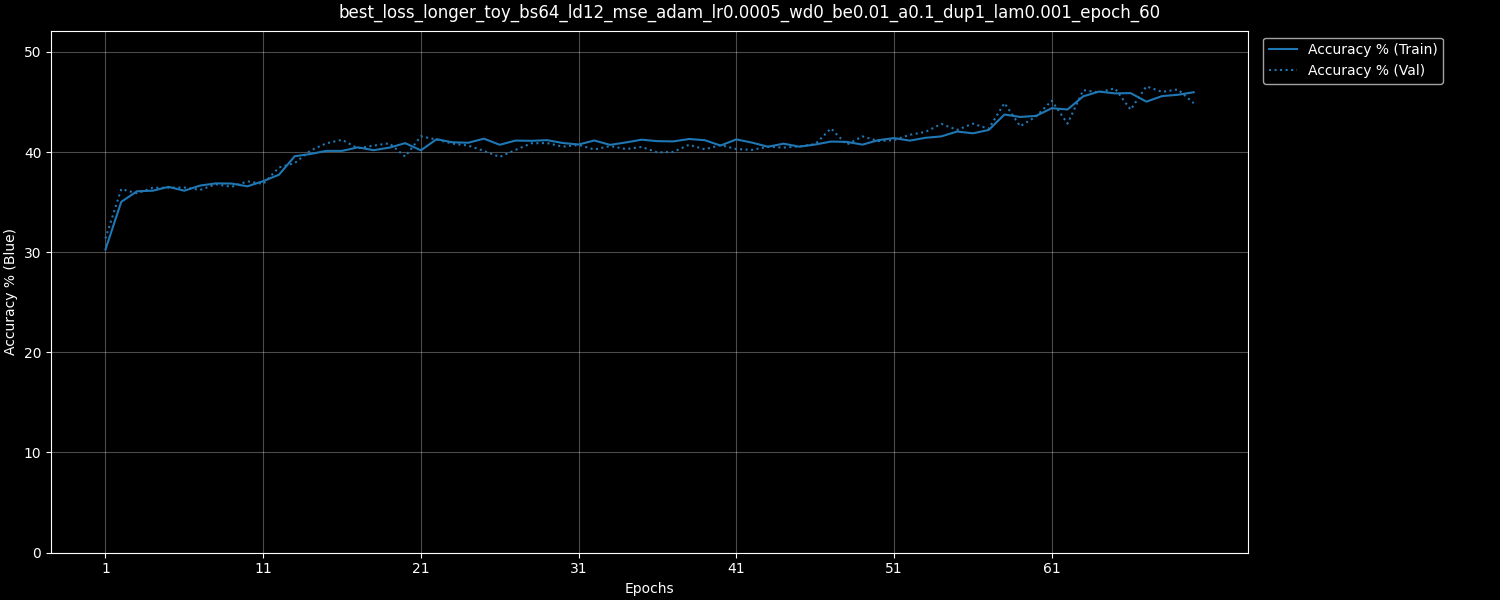 best_loss_longer_toy_bs64_ld12_mse_adam_lr0.0005_wd0_be0.01_a0.1_dup1_lam0.001_epoch_60
Accuracy % (Train)
Accuracy % (Val)
Accuracy % (Blue)
50
40
30
20
10
0
1 11 21 31 41 51 61
Epochs